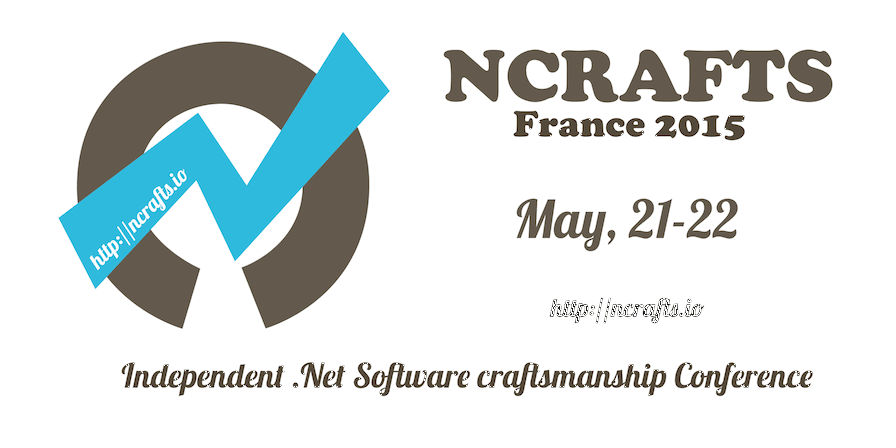 http://ncrafts.io
NCRAFTS
France 2015
May, 21-22
http://ncrafts.io
Independent .Net Software craftsmanship Conference